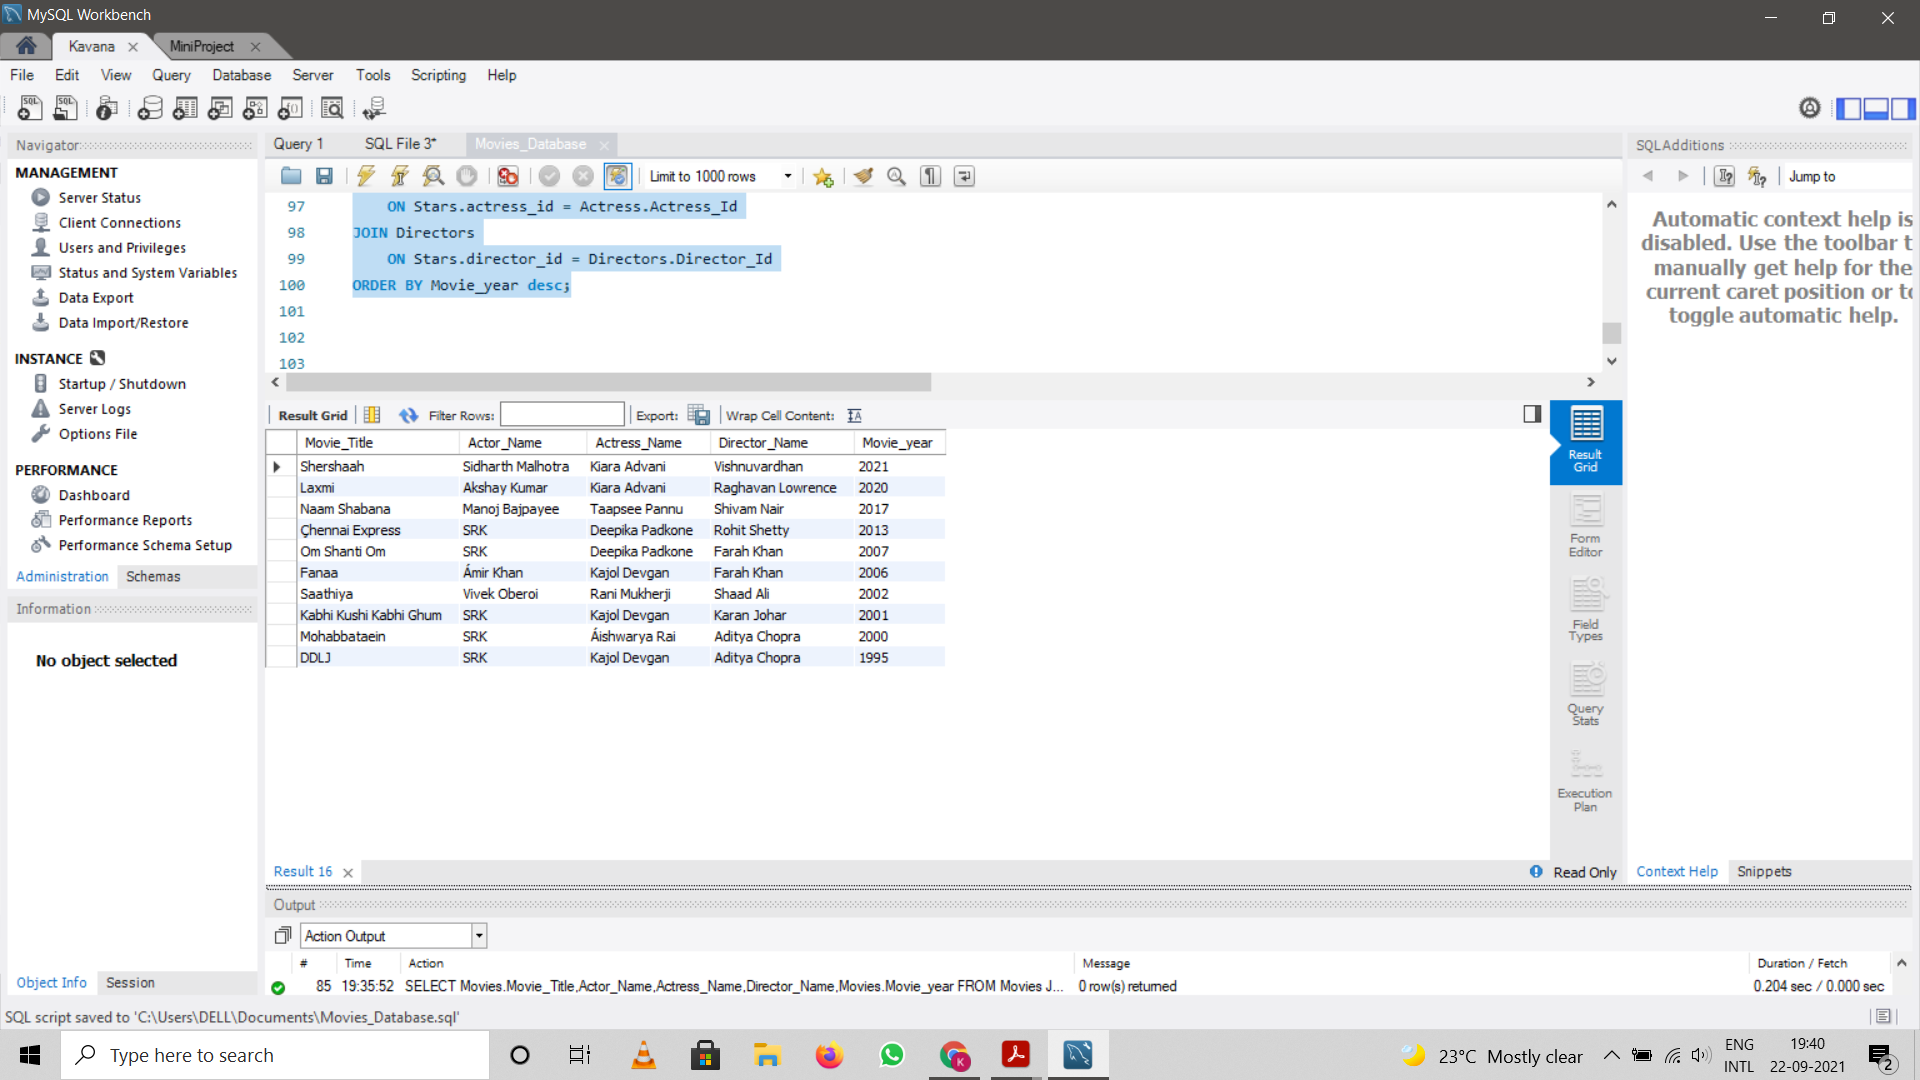 MySQL Workbench
Kavana
MiniProject
File Edit View Query Database Server Tools Scripting Help
Navigator
MANAGEMENT
Server Status
Client Connections
Users and Privileges
Status and System Variables
Data Export
Data Import/Restore
INSTANCE
Startup / Shutdown
Server Logs
Options File
PERFORMANCE
Dashboard
Performance Reports
Performance Schema Setup
Administration Schemas
Information
No object selected
Object Info Session
Query 1 SQL File 3* Movies_Database
Limit to 1000 rows
97 ON Stars.actress_id = Actress.Actress_Id
98 JOIN Directors
99 ON Stars.director_id = Directors.Director_Id
100 ORDER BY Movie_year desc;
101
102
103
Result Grid Filter Rows: Export: Wrap Cell Content:
Movie_Title Actor_Name Actress_Name Director_Name Movie_year
Shershaah Sidharth Malhotra Kiara Advani Vishnuvardhan 2021
Laxmi Akshay Kumar Kiara Advani Raghavan Lowrence 2020
Naam Shabana Manoj Bajpayee Taapsee Pannu Shivam Nair 2017
Çhennai Express SRK Deepika Padkone Rohit Shetty 2013
Om Shanti Om SRK Deepika Padkone Farah Khan 2007
Fanaa Ámir Khan Kajol Devgan Farah Khan 2006
Saathiya Vivek Oberoi Rani Mukherji Shaad Ali 2002
Kabhi Kushi Kabhi Ghum SRK Kajol Devgan Karan Johar 2001
Mohabbataein SRK Áishwarya Rai Aditya Chopra 2000
DDLJ SRK Kajol Devgan Aditya Chopra 1995
Result Grid
Form Editor
Field Types
Query Stats
Execution Plan
Result 16
Read Only
SQLAdditions
Jump to
Automatic context help is
disabled. Use the toolbar t
manually get help for the
current caret position or to
toggle automatic help.
Context Help Snippets
Output
Action Output
# Time Action Message Duration / Fetch
85 19:35:52 SELECT Movies.Movie_Title,Actor_Name,Actress_Name,Director_Name,Movies.Movie_year FROM Movies J... 0 row(s) returned 0.204 sec / 0.000 sec
SQL script saved to 'C:\Users\DELL\Documents\Movies_Database.sql'
Type here to search
23°C Mostly clear
ENG
INTL
19:40
22-09-2021
2